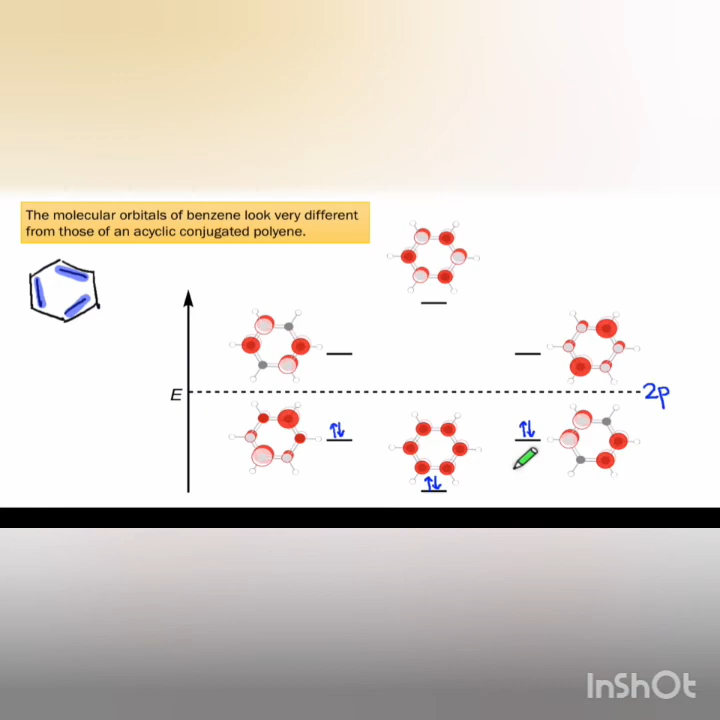 The molecular orbitals of benzene look very different
from those of an acyclic conjugated polyene.
E
2p
InShOt